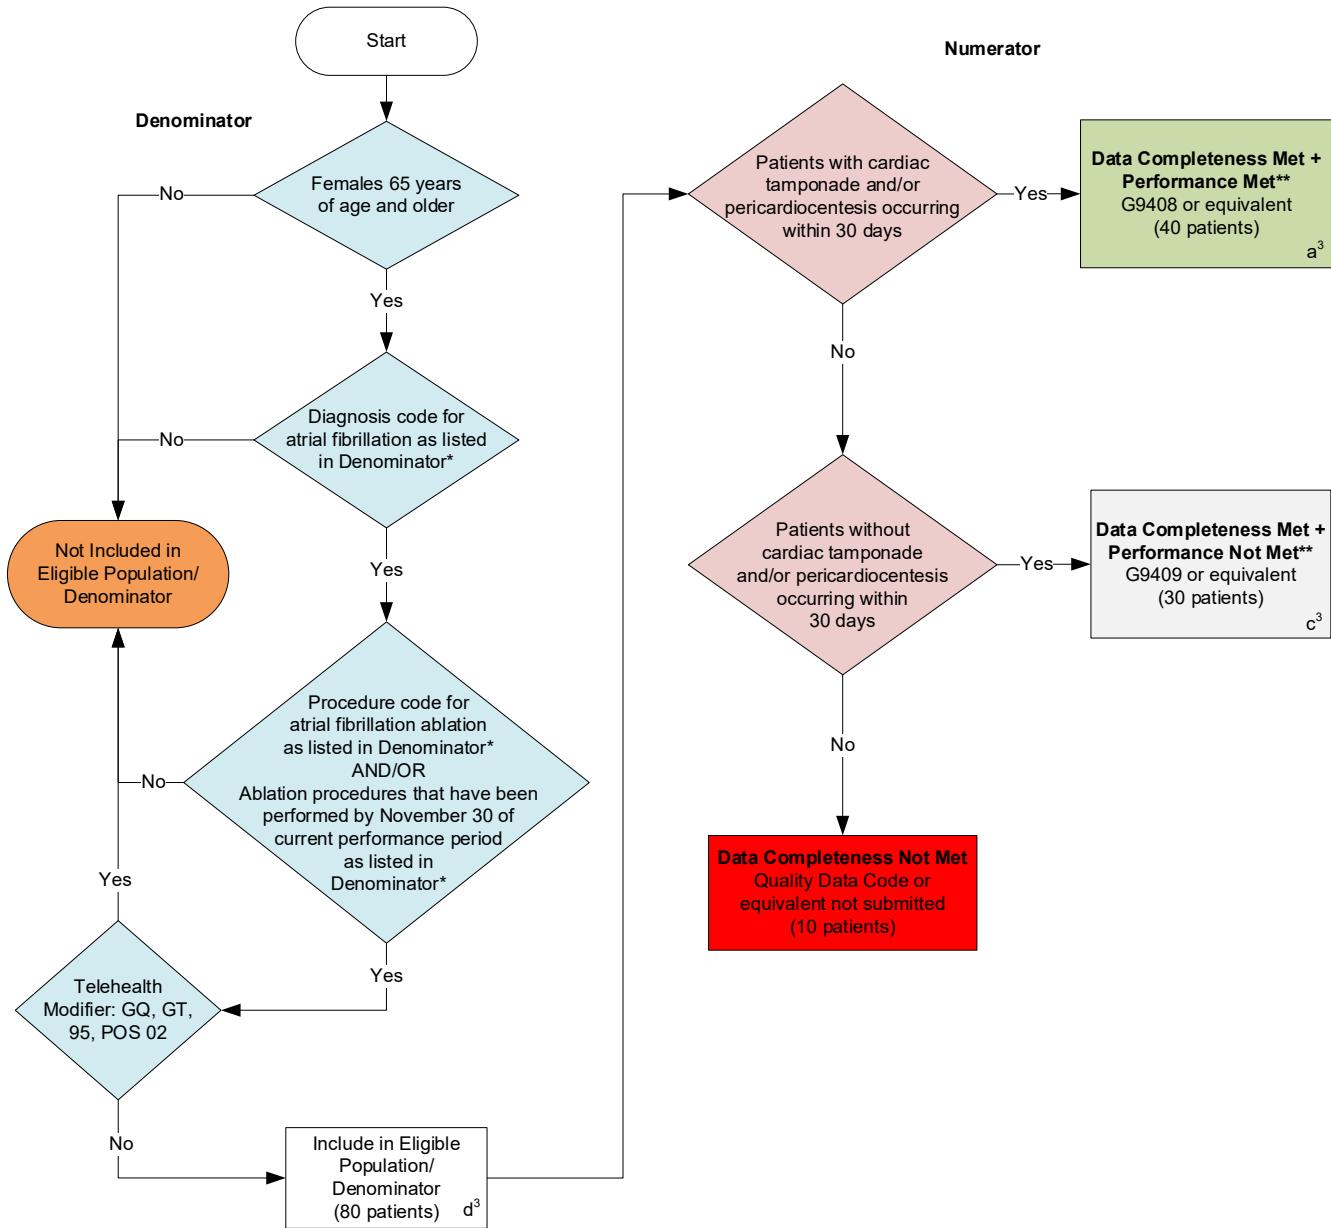 Start
Denominator
Females 65 years
of age and older
No
Yes
Diagnosis code for
atrial fibrillation as listed
in Denominator*
No
Yes
Not Included in
Eligible Population/
Denominator
Procedure code for
atrial fibrillation ablation
as listed in Denominator*
AND/OR
Ablation procedures that have been
performed by November 30 of
current performance period
as listed in
Denominator*
No
Yes
Yes
Telehealth
Modifier: GQ, GT,
95, POS 02
No
Include in Eligible
Population/
Denominator
(80 patients)
d³
Numerator
Patients with cardiac
tamponade and/or
pericardiocentesis occurring
within 30 days
Yes
Data Completeness Met +
Performance Met**
G9408 or equivalent
(40 patients)
a³
No
Patients without
cardiac tamponade
and/or pericardiocentesis
occurring within
30 days
Yes
Data Completeness Met +
Performance Not Met**
G9409 or equivalent
(30 patients)
c³
No
Data Completeness Not Met
Quality Data Code or
equivalent not submitted
(10 patients)